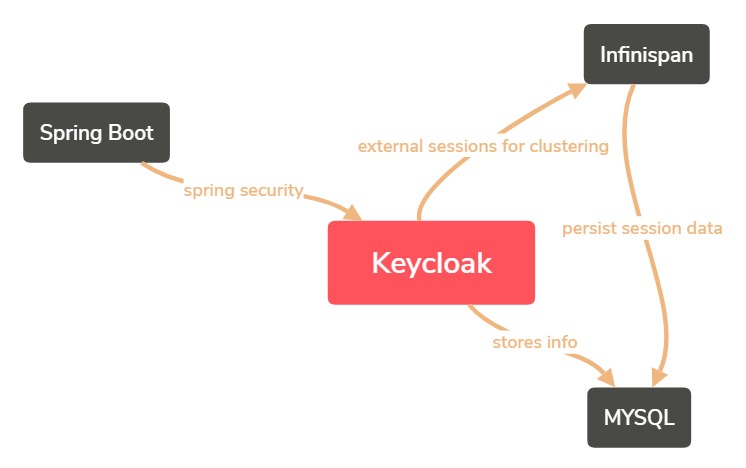 Infinispan
Spring Boot
external sessions for clustering
spring security
persist session data
Keycloak
stores info
MYSQL